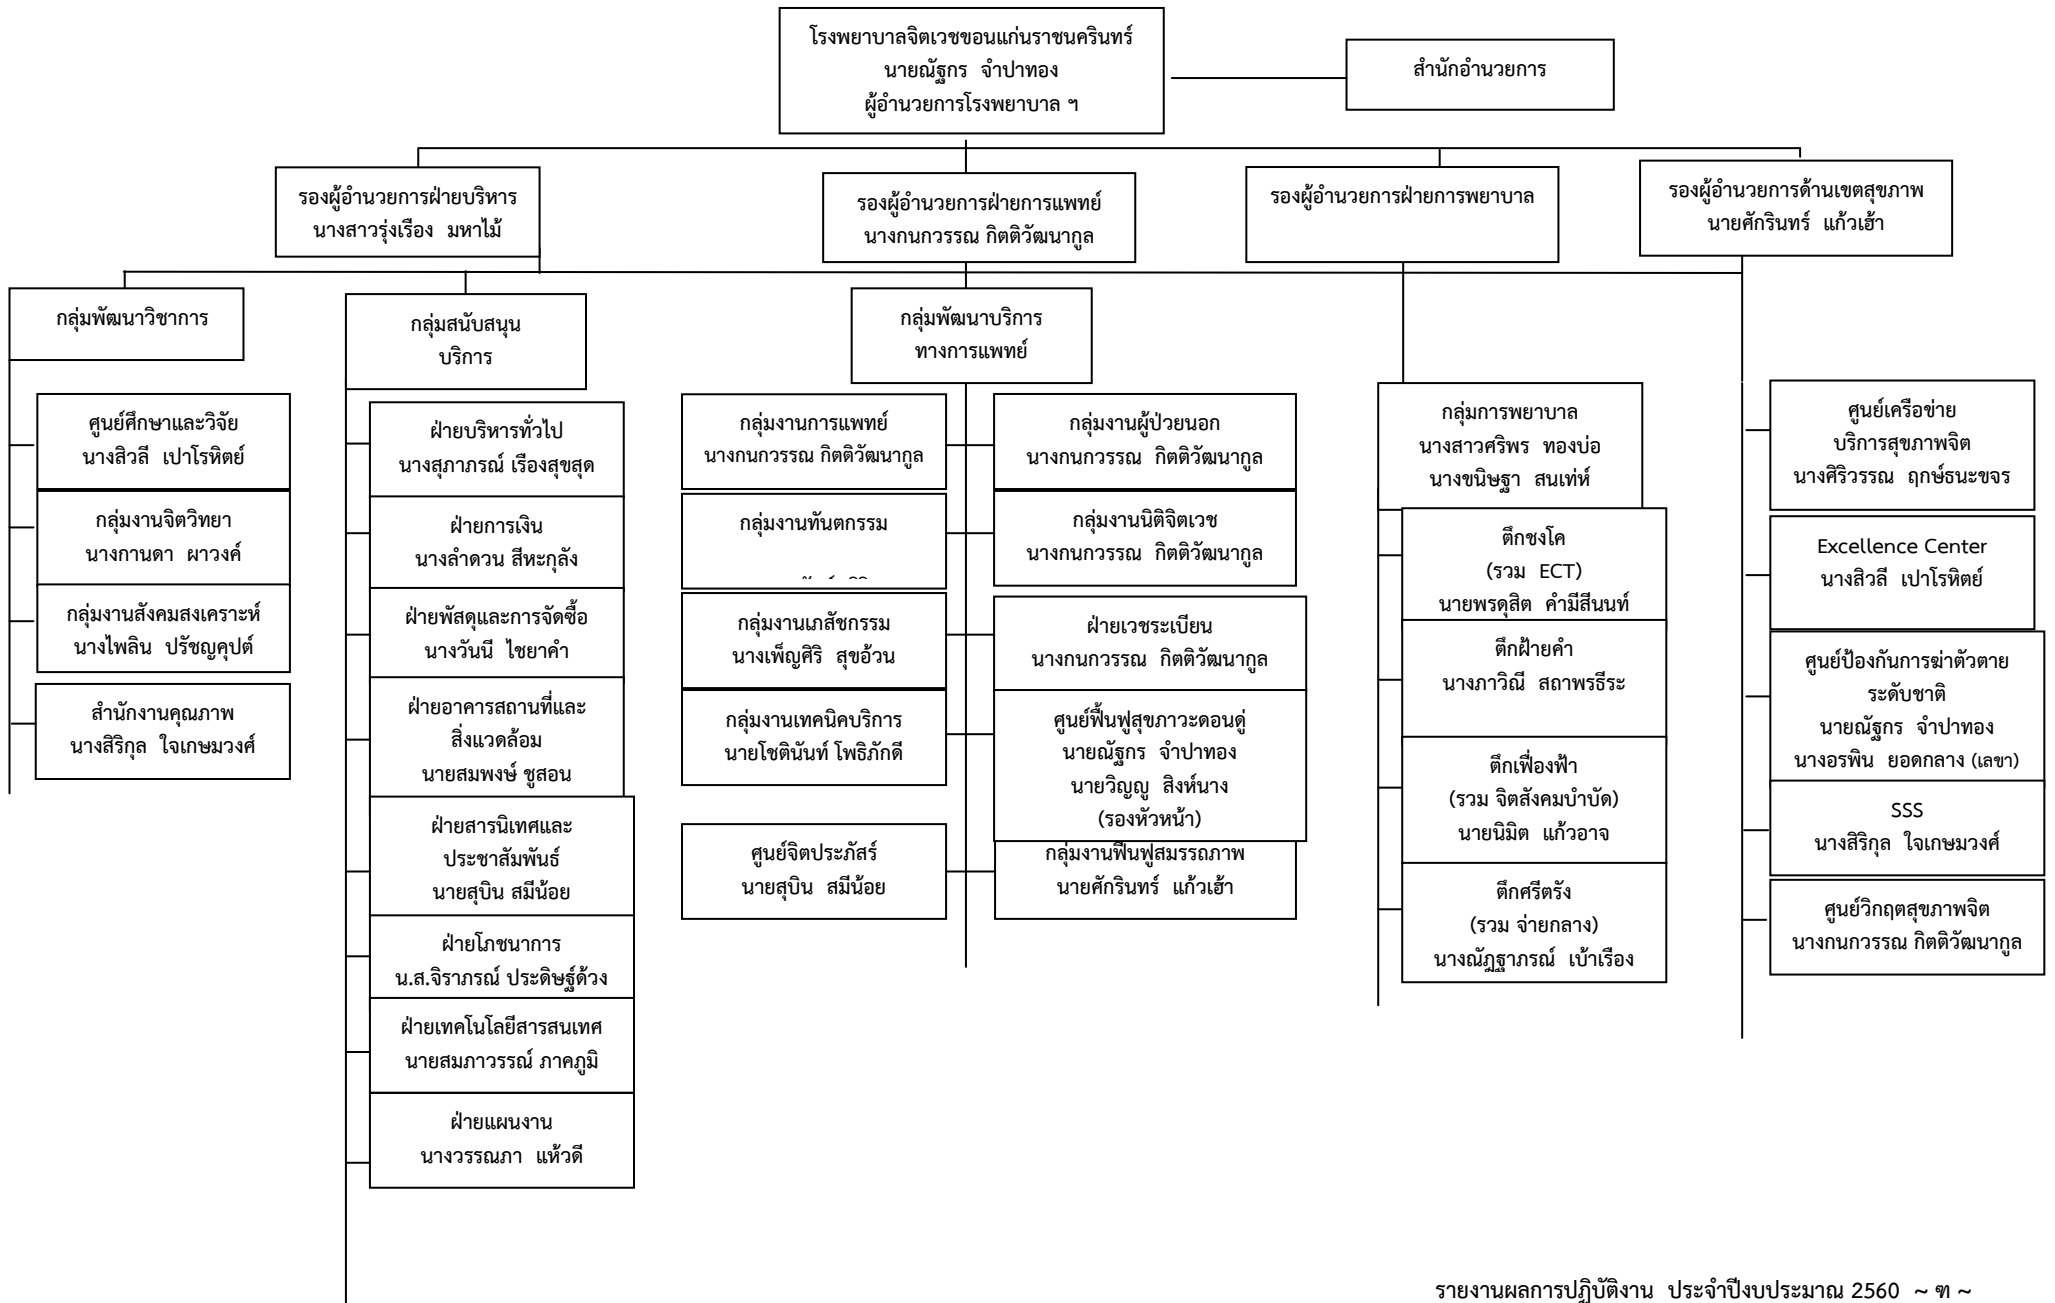 โรงพยาบาลจิตเวชขอนแก่นราชนครินทร์
นายณัฐกร  จำปาทอง
ผู้อำนวยการโรงพยาบาล ฯ
สำนักอำนวยการ
รองผู้อำนวยการฝ่ายบริหาร
นางสาวรุ่งเรือง  มหาไม้
รองผู้อำนวยการฝ่ายการแพทย์
นางกนกวรรณ กิตติวัฒนากูล
รองผู้อำนวยการฝ่ายการพยาบาล
รองผู้อำนวยการด้านเขตสุขภาพ
นายศักรินทร์  แก้วเฮ้า
กลุ่มพัฒนาวิชาการ
ศูนย์ศึกษาและวิจัย
นางสิวลี  เปาโรหิตย์
กลุ่มงานจิตวิทยา
นางกานดา  ผาวงค์
กลุ่มงานสังคมสงเคราะห์
นางไพลิน  ปรัชญคุปต์
สำนักงานคุณภาพ
นางสิริกุล  ใจเกษมวงศ์
กลุ่มสนับสนุน
บริการ
ฝ่ายบริหารทั่วไป
นางสุภาภรณ์ เรืองสุขสุด
ฝ่ายการเงิน
นางลำดวน สีหะกุลัง
ฝ่ายพัสดุและการจัดซื้อ
นางวันนี  ไชยาคำ
ฝ่ายอาคารสถานที่และ
สิ่งแวดล้อม
นายสมพงษ์ ชูสอน
ฝ่ายสารนิเทศและ
ประชาสัมพันธ์
นายสุบิน สมีน้อย
ฝ่ายโภชนาการ
น.ส.จิราภรณ์ ประดิษฐ์ด้วง
ฝ่ายเทคโนโลยีสารสนเทศ
นายสมภาวรรณ์ ภาคภูมิ
ฝ่ายแผนงาน
นางวรรณภา  แห้วดี
กลุ่มพัฒนาบริการ
ทางการแพทย์
กลุ่มงานการแพทย์
นางกนกวรรณ กิตติวัฒนากูล
กลุ่มงานทันตกรรม
กลุ่มงานเภสัชกรรม
นางเพ็ญศิริ  สุขอ้วน
กลุ่มงานเทคนิคบริการ
นายโชตินันท์ โพธิภักดี
ศูนย์จิตประภัสร์
นายสุบิน  สมีน้อย
กลุ่มงานผู้ป่วยนอก
นางกนกวรรณ  กิตติวัฒนากูล
กลุ่มงานนิติจิตเวช
นางกนกวรรณ  กิตติวัฒนากูล
ฝ่ายเวชระเบียน
นางกนกวรรณ  กิตติวัฒนากูล
ศูนย์ฟื้นฟูสุขภาวะดอนดู่
นายณัฐกร  จำปาทอง
นายวิญญู  สิงห์นาง
(รองหัวหน้า)
กลุ่มงานฟื้นฟูสมรรถภาพ
นายศักรินทร์  แก้วเฮ้า
กลุ่มการพยาบาล
นางสาวศริพร  ทองบ่อ
นางขนิษฐา  สนเท่ห์
ตึกชงโค
(รวม  ECT)
นายพรดุสิต  คำมีสีนนท์
ตึกฝ้ายคำ
นางภาวิณี  สถาพรธีระ
ตึกเฟื่องฟ้า
(รวม จิตสังคมบำบัด)
นายนิมิต  แก้วอาจ
ตึกศรีตรัง
(รวม จ่ายกลาง)
นางณัฎฐาภรณ์  เบ้าเรือง
ศูนย์เครือข่าย
บริการสุขภาพจิต
นางศิริวรรณ  ฤกษ์ธนะขจร
Excellence Center
นางสิวลี  เปาโรหิตย์
ศูนย์ป้องกันการฆ่าตัวตาย
ระดับชาติ
นายณัฐกร  จำปาทอง
นางอรพิน  ยอดกลาง (เลขา)
SSS
นางสิริกุล  ใจเกษมวงศ์
ศูนย์วิกฤตสุขภาพจิต
นางกนกวรรณ กิตติวัฒนากูล
รายงานผลการปฏิบัติงาน  ประจำปีงบประมาณ 2560  ~ ฑ ~